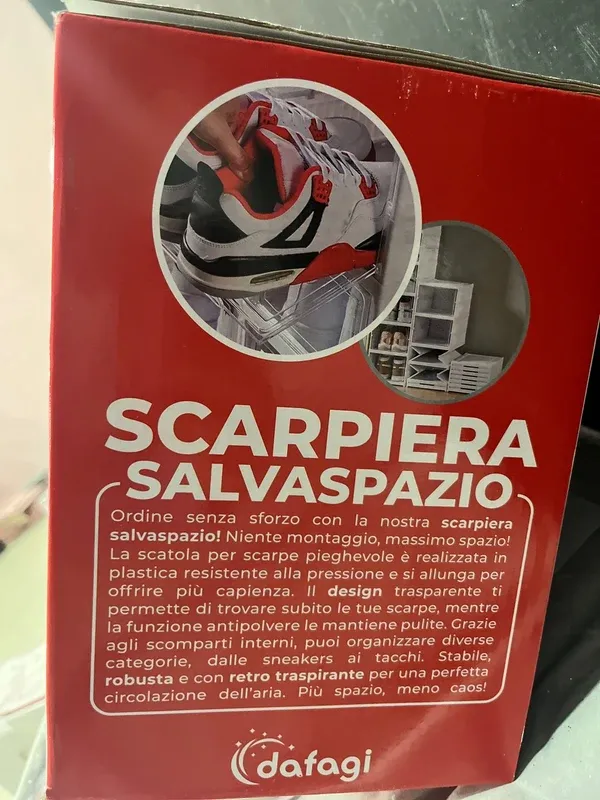 SCARPIERA
SALVASPAZIO
Ordine senza sforzo con la nostra scarpiera
salvaspazio! Niente montaggio, massimo spazio!
La scatola per scarpe pieghevole è realizzata in
plastica resistente alla pressione e si allunga per
offrire più capienza. Il design trasparente ti
permette di trovare subito le tue scarpe, mentre
la funzione antipolvere le mantiene pulite. Grazie
agli scomparti interni, puoi organizzare diverse
categorie, dalle sneakers ai tacchi. Stabile,
robusta e con retro traspirante per una perfetta
circolazione dell'aria. Più spazio, meno caos!
dafagi